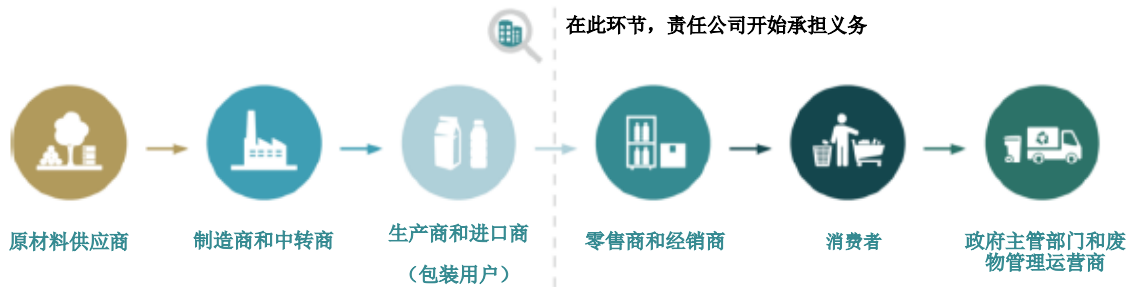 在此环节，责任公司开始承担义务
原材料供应商
制造商和中转商
生产商和进口商
（包装用户）
零售商和经销商
消费者
政府主管部门和废
物管理运营商